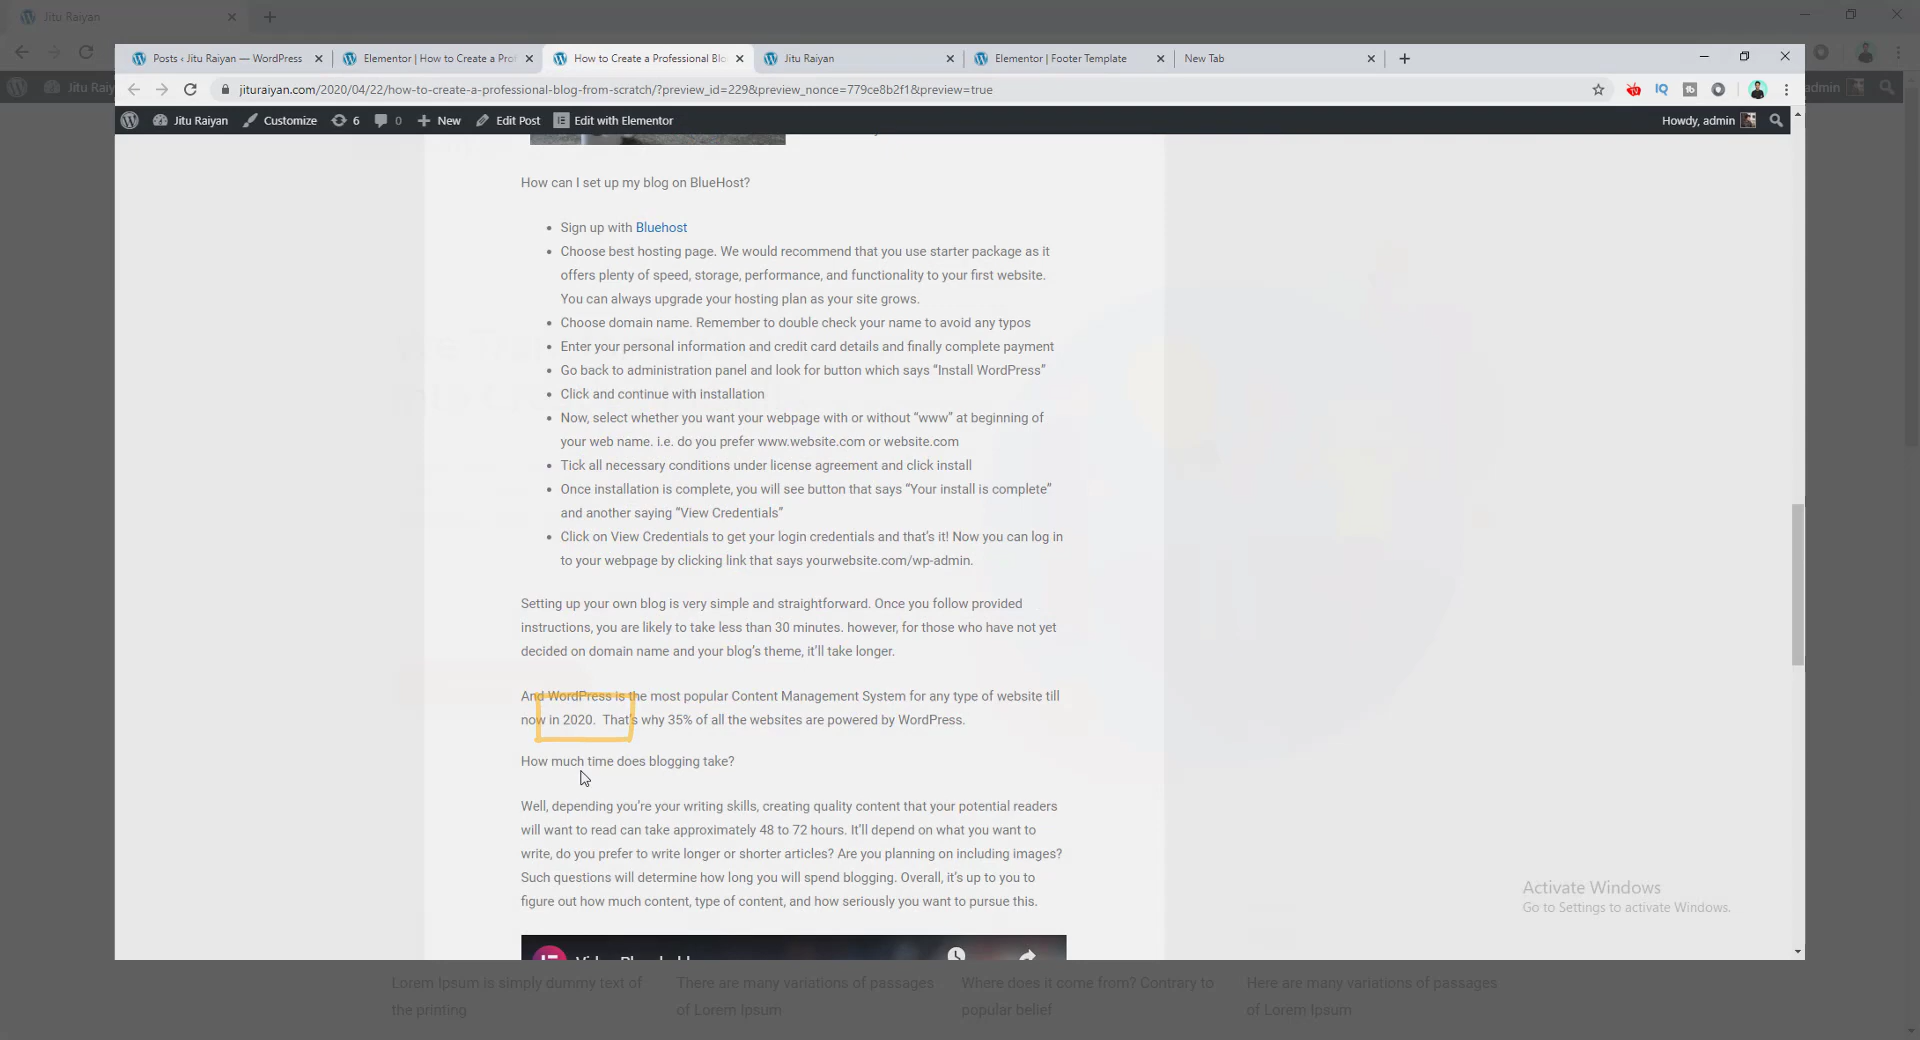 Jitu Raiyan
Posts ‹ Jitu Raiyan — WordPress
Elementor | How to Create a Prof
How to Create a Professional Blo
Jitu Raiyan
Elementor | Footer Template
New Tab
jituraiyan.com/2020/04/22/how-to-create-a-professional-blog-from-scratch/?preview_id=229&preview_nonce=779ce8b2f1&preview=true
Jitu Raiy
Jitu Raiyan
Customize
6
0
New
Edit Post
Edit with Elementor
Howdy, admin
admin
How can I set up my blog on BlueHost?
• Sign up with Bluehost
• Choose best hosting page. We would recommend that you use starter package as it
offers plenty of speed, storage, performance, and functionality to your first website.
You can always upgrade your hosting plan as your site grows.
• Choose domain name. Remember to double check your name to avoid any typos
• Enter your personal information and credit card details and finally complete payment
• Go back to administration panel and look for button which says “Install WordPress”
• Click and continue with installation
• Now, select whether you want your webpage with or without “www” at beginning of
your web name. i.e. do you prefer www.website.com or website.com
• Tick all necessary conditions under license agreement and click install
• Once installation is complete, you will see button that says “Your install is complete”
and another saying “View Credentials”
• Click on View Credentials to get your login credentials and that’s it! Now you can log in
to your webpage by clicking link that says yourwebsite.com/wp-admin.
Setting up your own blog is very simple and straightforward. Once you follow provided
instructions, you are likely to take less than 30 minutes. however, for those who have not yet
decided on domain name and your blog’s theme, it’ll take longer.
And WordPress is the most popular Content Management System for any type of website till
now in 2020.  That’s why 35% of all the websites are powered by WordPress.
How much time does blogging take?
Well, depending you’re your writing skills, creating quality content that your potential readers
will want to read can take approximately 48 to 72 hours. It’ll depend on what you want to
write, do you prefer to write longer or shorter articles? Are you planning on including images?
Such questions will determine how long you will spend blogging. Overall, it’s up to you to
figure out how much content, type of content, and how seriously you want to pursue this.
Activate Windows
Go to Settings to activate Windows.
Lorem Ipsum is simply dummy text of
the printing
There are many variations of passages
of Lorem Ipsum
Where does it come from? Contrary to
popular belief
Here are many variations of passages
of Lorem Ipsum